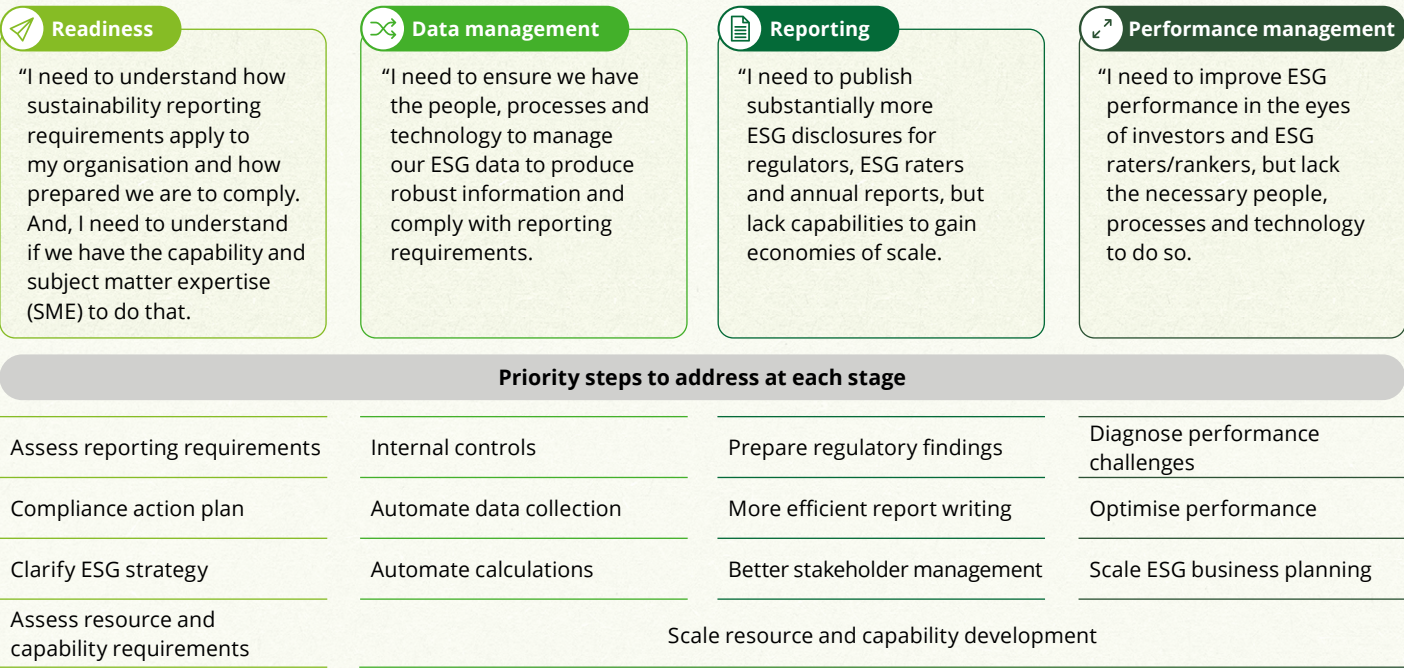 Readiness
“I need to understand how
sustainability reporting
requirements apply to
my organisation and how
prepared we are to comply.
And, I need to understand
if we have the capability and
subject matter expertise
(SME) to do that.
Data management
“I need to ensure we have
the people, processes and
technology to manage
our ESG data to produce
robust information and
comply with reporting
requirements.
Reporting
“I need to publish
substantially more
ESG disclosures for
regulators, ESG raters
and annual reports, but
lack capabilities to gain
economies of scale.
Performance management
“I need to improve ESG
performance in the eyes
of investors and ESG
raters/rankers, but lack
the necessary people,
processes and technology
to do so.
Priority steps to address at each stage
Assess reporting requirements
Internal controls
Prepare regulatory findings
Diagnose performance
challenges
Compliance action plan
Automate data collection
More efficient report writing
Optimise performance
Clarify ESG strategy
Automate calculations
Better stakeholder management
Scale ESG business planning
Assess resource and
capability requirements
Scale resource and capability development